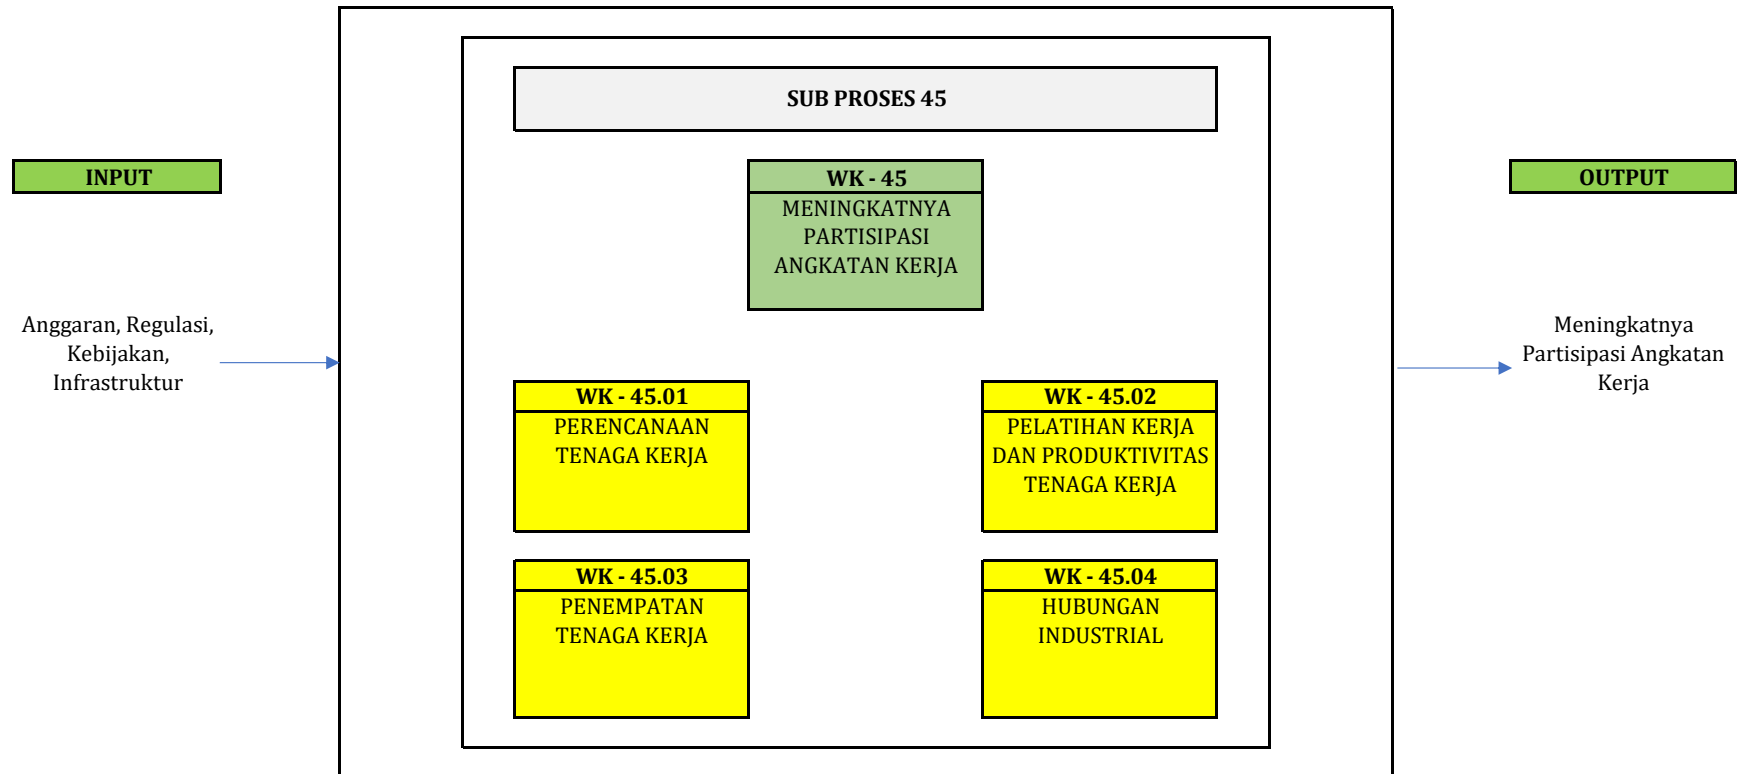 SUB PROSES 45
INPUT
WK - 45
OUTPUT
MENINGKATNYA
PARTISIPASI
ANGKATAN KERJA
Anggaran, Regulasi,
Kebijakan,
Infrastruktur
Meningkatnya
Partisipasi Angkatan
Kerja
WK - 45.01
PERENCANAAN
TENAGA KERJA
WK - 45.02
PELATIHAN KERJA
DAN PRODUKTIVITAS
TENAGA KERJA
WK - 45.03
PENEMPATAN
TENAGA KERJA
WK - 45.04
HUBUNGAN
INDUSTRIAL